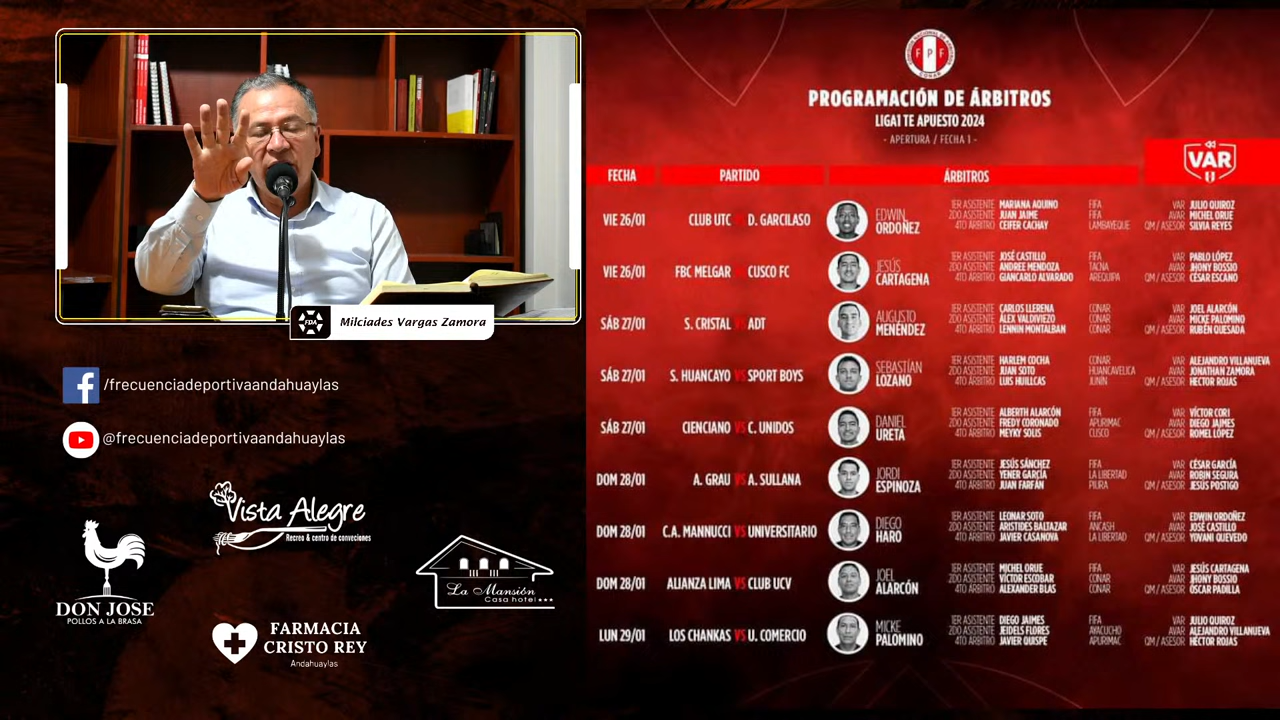 FDA
Milciades Vargas Zamora
/frecuenciadeportivaandahuaylas
@frecuenciadeportivaandahuaylas
Vista Alegre
Recreo & centro de conveciones
DON JOSE
POLLOS A LA BRASA
La Mansión
Casa hotel★★★
FARMACIA
CRISTO REY
Andahuaylas
FPF
CONAR
PROGRAMACIÓN DE ÁRBITROS
LIGA1 TE APUESTO 2024
- APERTURA / FECHA 1 -
FECHA PARTIDO ÁRBITROS VAR
VIE 26/01 CLUB UTC VS D. GARCILASO EDWIN ORDOÑEZ
1ER ASISTENTE MARIANA AQUINO FIFA VAR JULIO QUIROZ
2DO ASISTENTE JUAN JAIME FIFA AVAR MICHEL ORUE
4TO ÁRBITRO CEIFER CACHAY LAMBAYEQUE QM / ASESOR SILVIA REYES
VIE 26/01 FBC MELGAR VS CUSCO FC JESÚS CARTAGENA
1ER ASISTENTE JOSÉ CASTILLO FIFA VAR PABLO LÓPEZ
2DO ASISTENTE ANDREE MENDOZA TACNA AVAR JHONY BOSSIO
4TO ÁRBITRO GIANCARLO ALVARADO AREQUIPA QM / ASESOR CÉSAR ESCANO
SÁB 27/01 S. CRISTAL VS ADT AUGUSTO MENÉNDEZ
1ER ASISTENTE CARLOS LLERENA CONAR VAR JOEL ALARCÓN
2DO ASISTENTE ÁLEX VALDIVIEZO CONAR AVAR MICKE PALOMINO
4TO ÁRBITRO LENNIN MONTALBAN CONAR QM / ASESOR RUBÉN QUESADA
SÁB 27/01 S. HUANCAYO VS SPORT BOYS SEBASTÍAN LOZANO
1ER ASISTENTE HARLEM COCHA CONAR VAR ALEJANDRO VILLANUEVA
2DO ASISTENTE JUAN SOTO HUANCAVELICA AVAR JONATHAN ZAMORA
4TO ÁRBITRO LUIS HUILLCAS JUNÍN QM / ASESOR HÉCTOR ROJAS
SÁB 27/01 CIENCIANO VS C. UNIDOS DANIEL URETA
1ER ASISTENTE ALBERTH ALARCÓN FIFA VAR VÍCTOR CORI
2DO ASISTENTE FREDY CORONADO APURIMAC AVAR DIEGO JAIMES
4TO ÁRBITRO MEYKY SOLIS CUSCO QM / ASESOR ROMEL LÓPEZ
DOM 28/01 A. GRAU VS A. SULLANA JORDI ESPINOZA
1ER ASISTENTE JESÚS SÁNCHEZ FIFA VAR CÉSAR GARCÍA
2DO ASISTENTE YENER GARCÍA LA LIBERTAD AVAR ROBIN SEGURA
4TO ÁRBITRO JUAN FARFÁN PIURA QM / ASESOR JESUS POSTIGO
DOM 28/01 C.A. MANNUCCI VS UNIVERSITARIO DIEGO HARO
1ER ASISTENTE LEONAR SOTO FIFA VAR EDWIN ORDOÑEZ
2DO ASISTENTE ARISTIDES BALTAZAR ANCASH AVAR JOSÉ CASTILLO
4TO ÁRBITRO JAVIER CASANOVA LA LIBERTAD QM / ASESOR YOVANI QUEVEDO
DOM 28/01 ALIANZA LIMA VS CLUB UCV JOEL ALARCÓN
1ER ASISTENTE MICHEL ORUE FIFA VAR JESÚS CARTAGENA
2DO ASISTENTE VÍCTOR ESCOBAR CONAR AVAR JHONY BOSSIO
4TO ÁRBITRO ALEXANDER BLAS CONAR QM / ASESOR OSCAR PADILLA
LUN 29/01 LOS CHANKAS VS U. COMERCIO MICKE PALOMINO
1ER ASISTENTE DIEGO JAIMES FIFA VAR JULIO QUIROZ
2DO ASISTENTE JEIDELS FLORES AYACUCHO AVAR ALEJANDRO VILLANUEVA
4TO ÁRBITRO JAVIER QUISPE APURIMAC QM / ASESOR HÉCTOR ROJAS